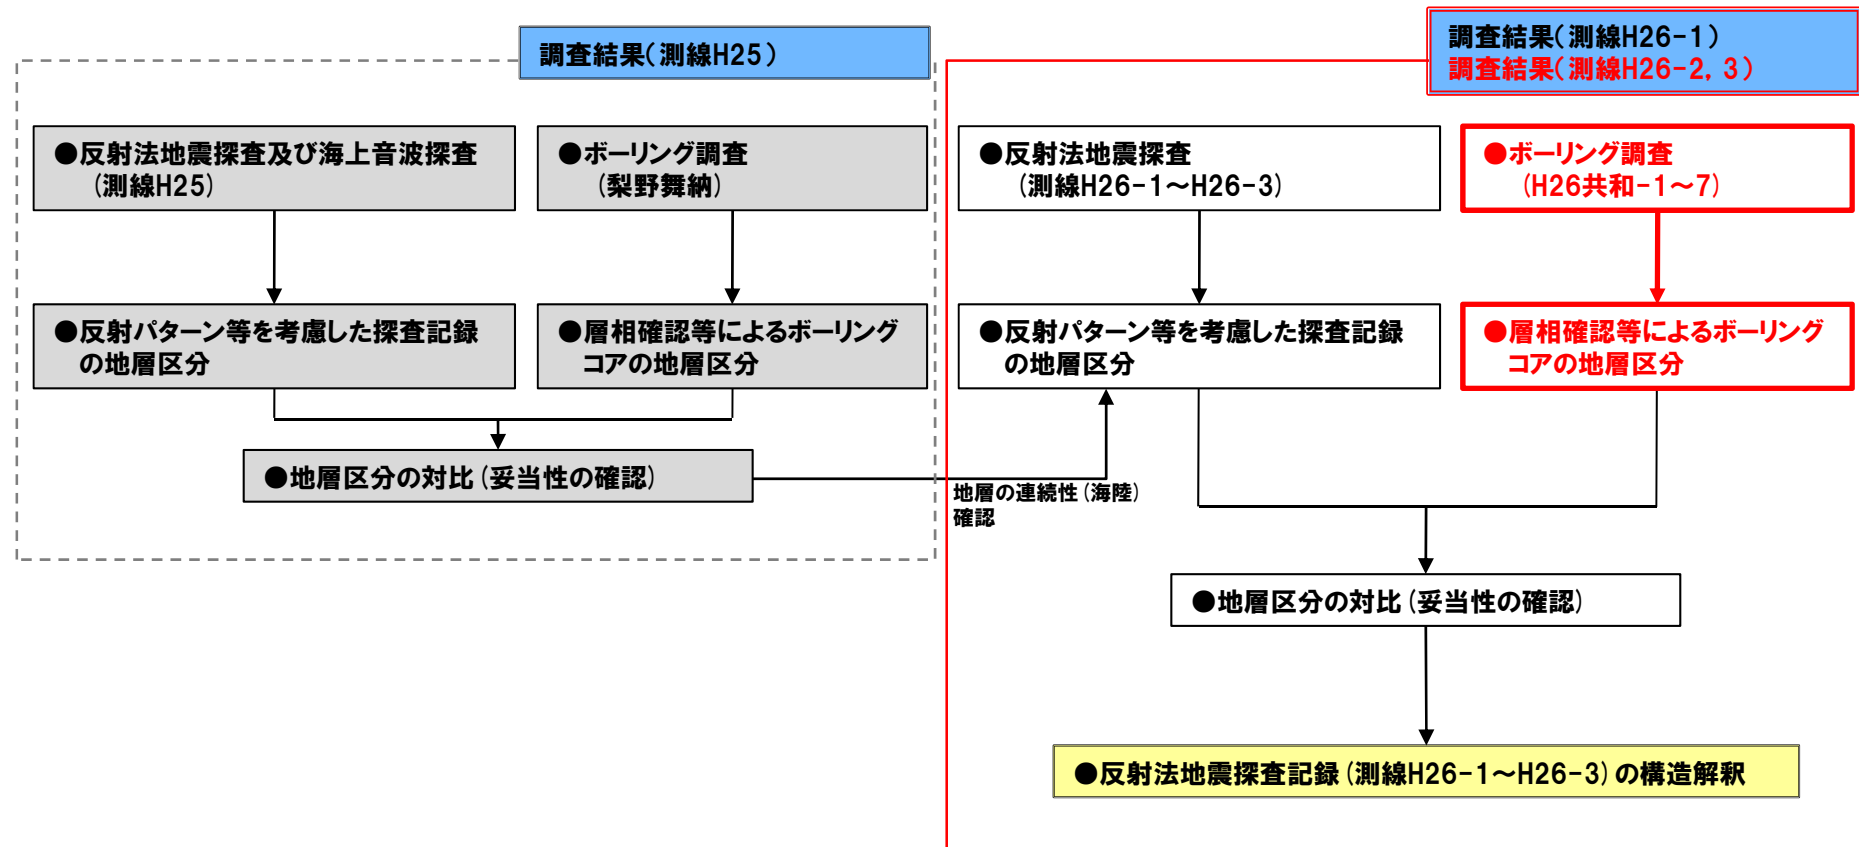 調査結果(測線H25)
●反射法地震探査及び海上音波探査
(測線H25)
●ボーリング調査
(梨野舞納)
●反射パターン等を考慮した探査記録
の地層区分
●層相確認等によるボーリング
コアの地層区分
●地層区分の対比(妥当性の確認)
地層の連続性(海陸)
確認
調査結果(測線H26-1)
調査結果(測線H26-2, 3)
●反射法地震探査
(測線H26-1～H26-3)
●ボーリング調査
(H26共和-1～7)
●反射パターン等を考慮した探査記録
の地層区分
●層相確認等によるボーリング
コアの地層区分
●地層区分の対比(妥当性の確認)
●反射法地震探査記録(測線H26-1～H26-3)の構造解釈